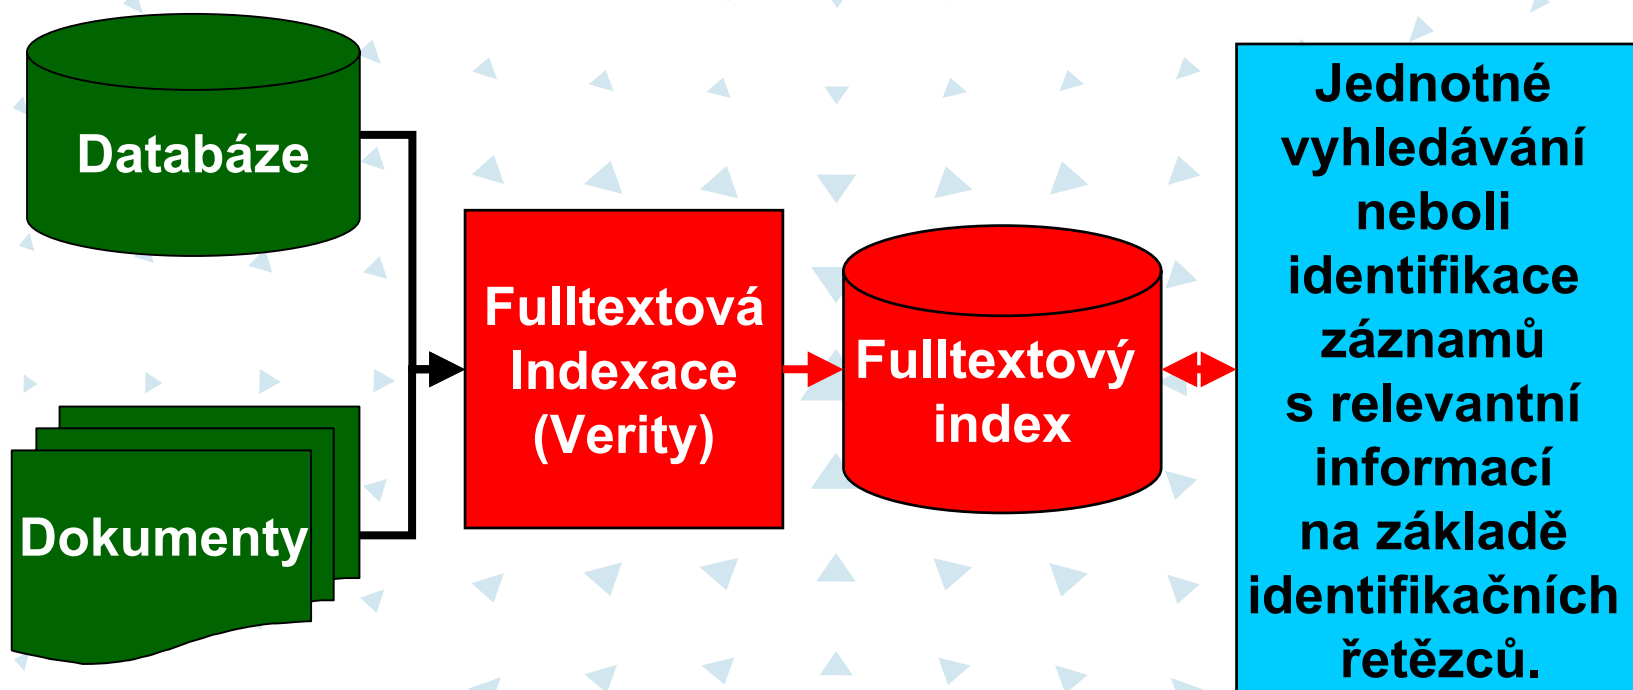 Databáze
Dokumenty
Fulltextová
Indexace
(Verity)
Fulltextový
index
Jednotné
vyhledávání
neboli
identifikace
záznamů
s relevantní
informací
na základě
identifikačních
řetězců.